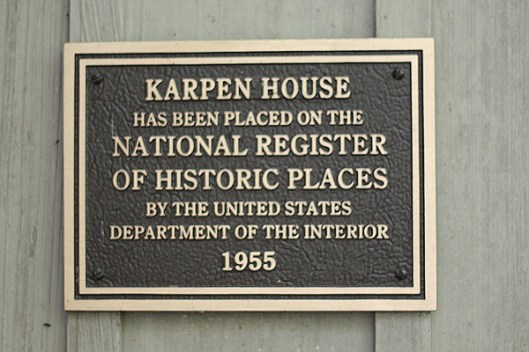 KARPEN HOUSE
HAS BEEN PLACED ON THE
NATIONAL REGISTER
OF HISTORIC PLACES
BY THE UNITED STATES
DEPARTMENT OF THE INTERIOR
1955